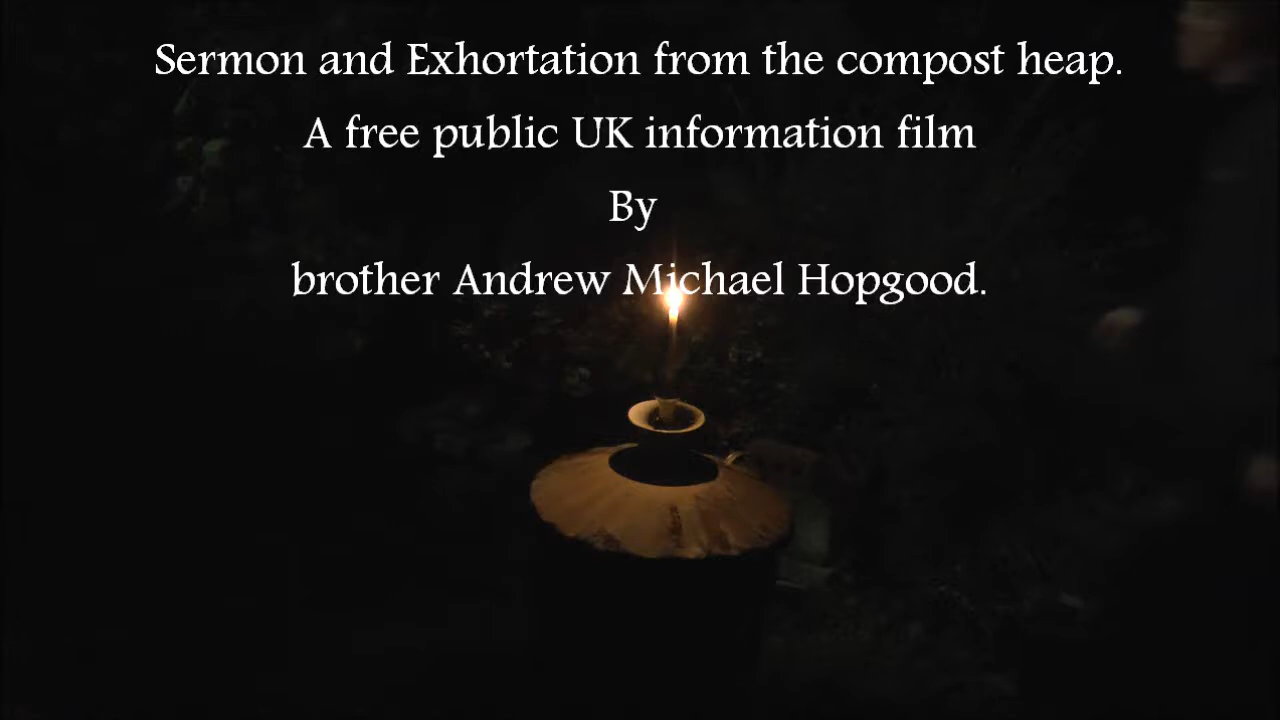 Sermon and Exhortation from the compost heap.
A free public UK information film
By
brother Andrew Michael Hopgood.